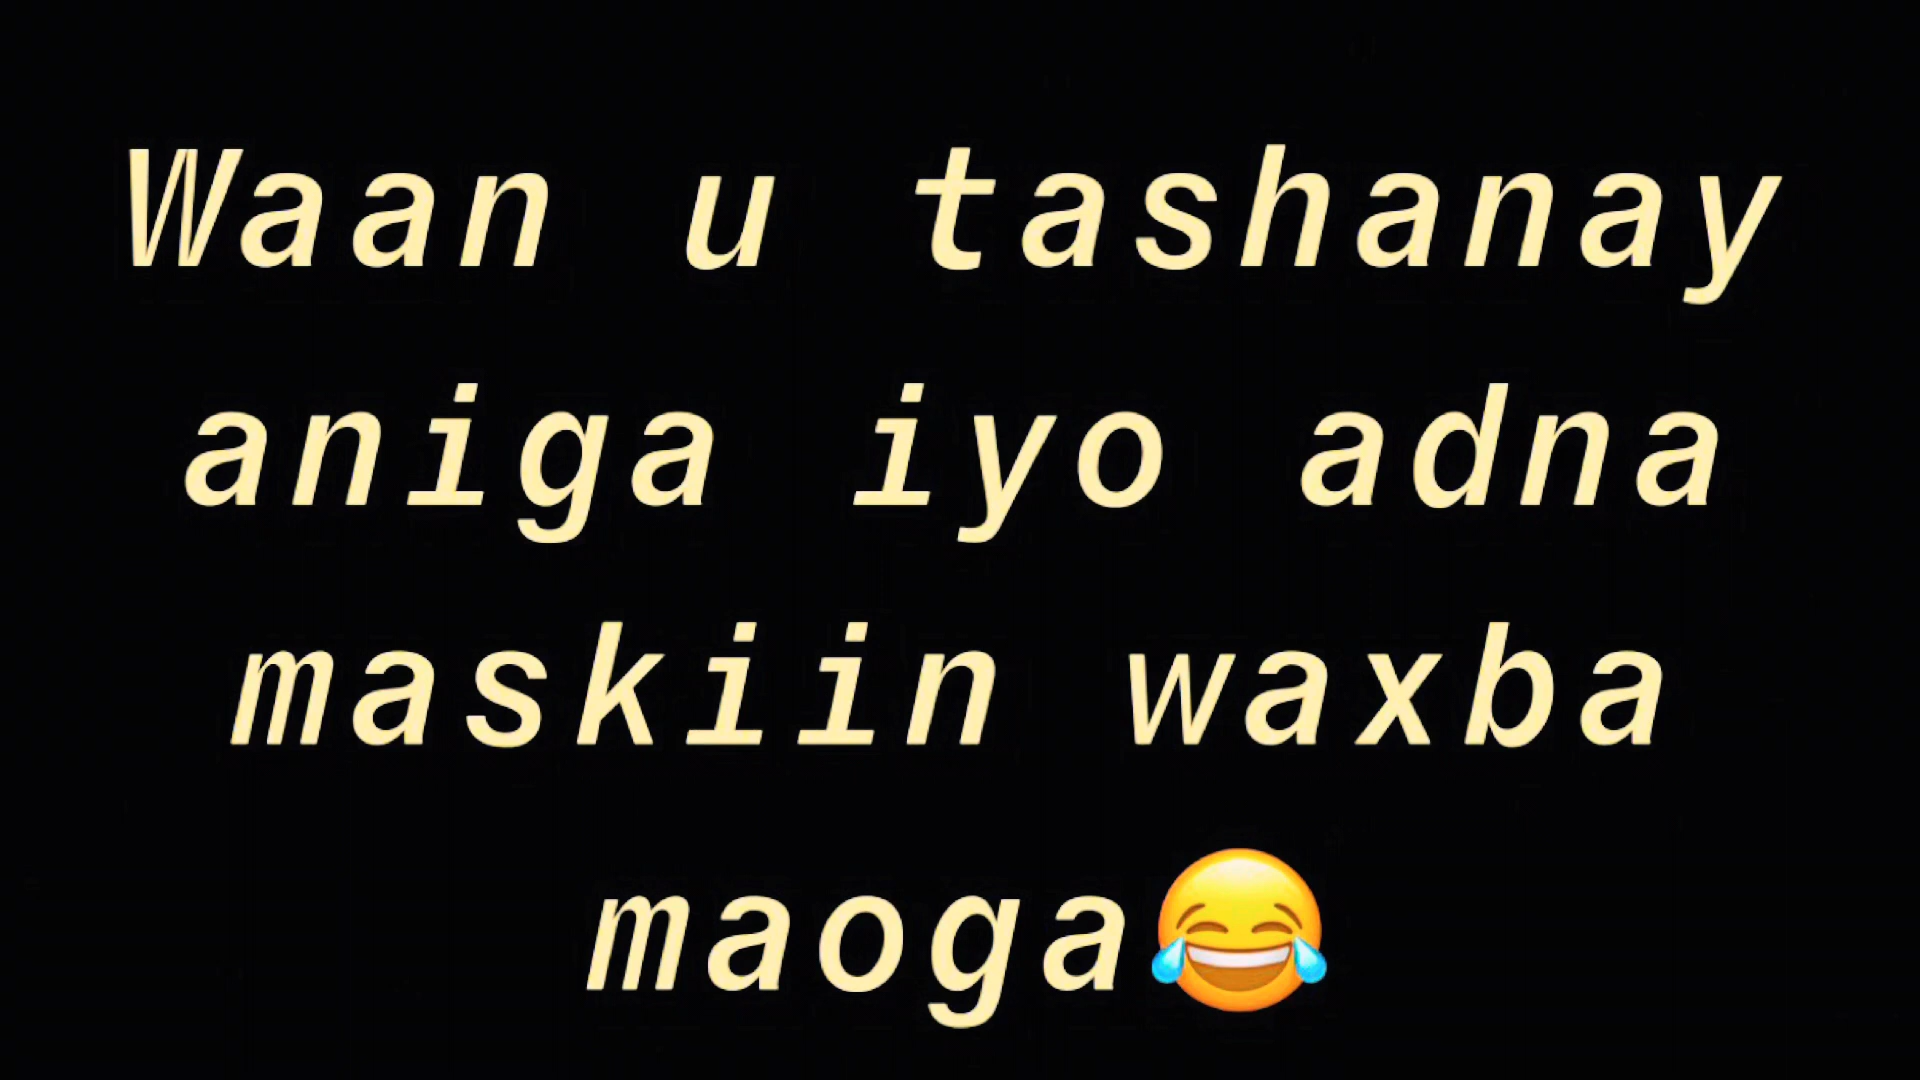 Waan u tashanay
aniga iyo adna
maskiin waxba
maoga😂